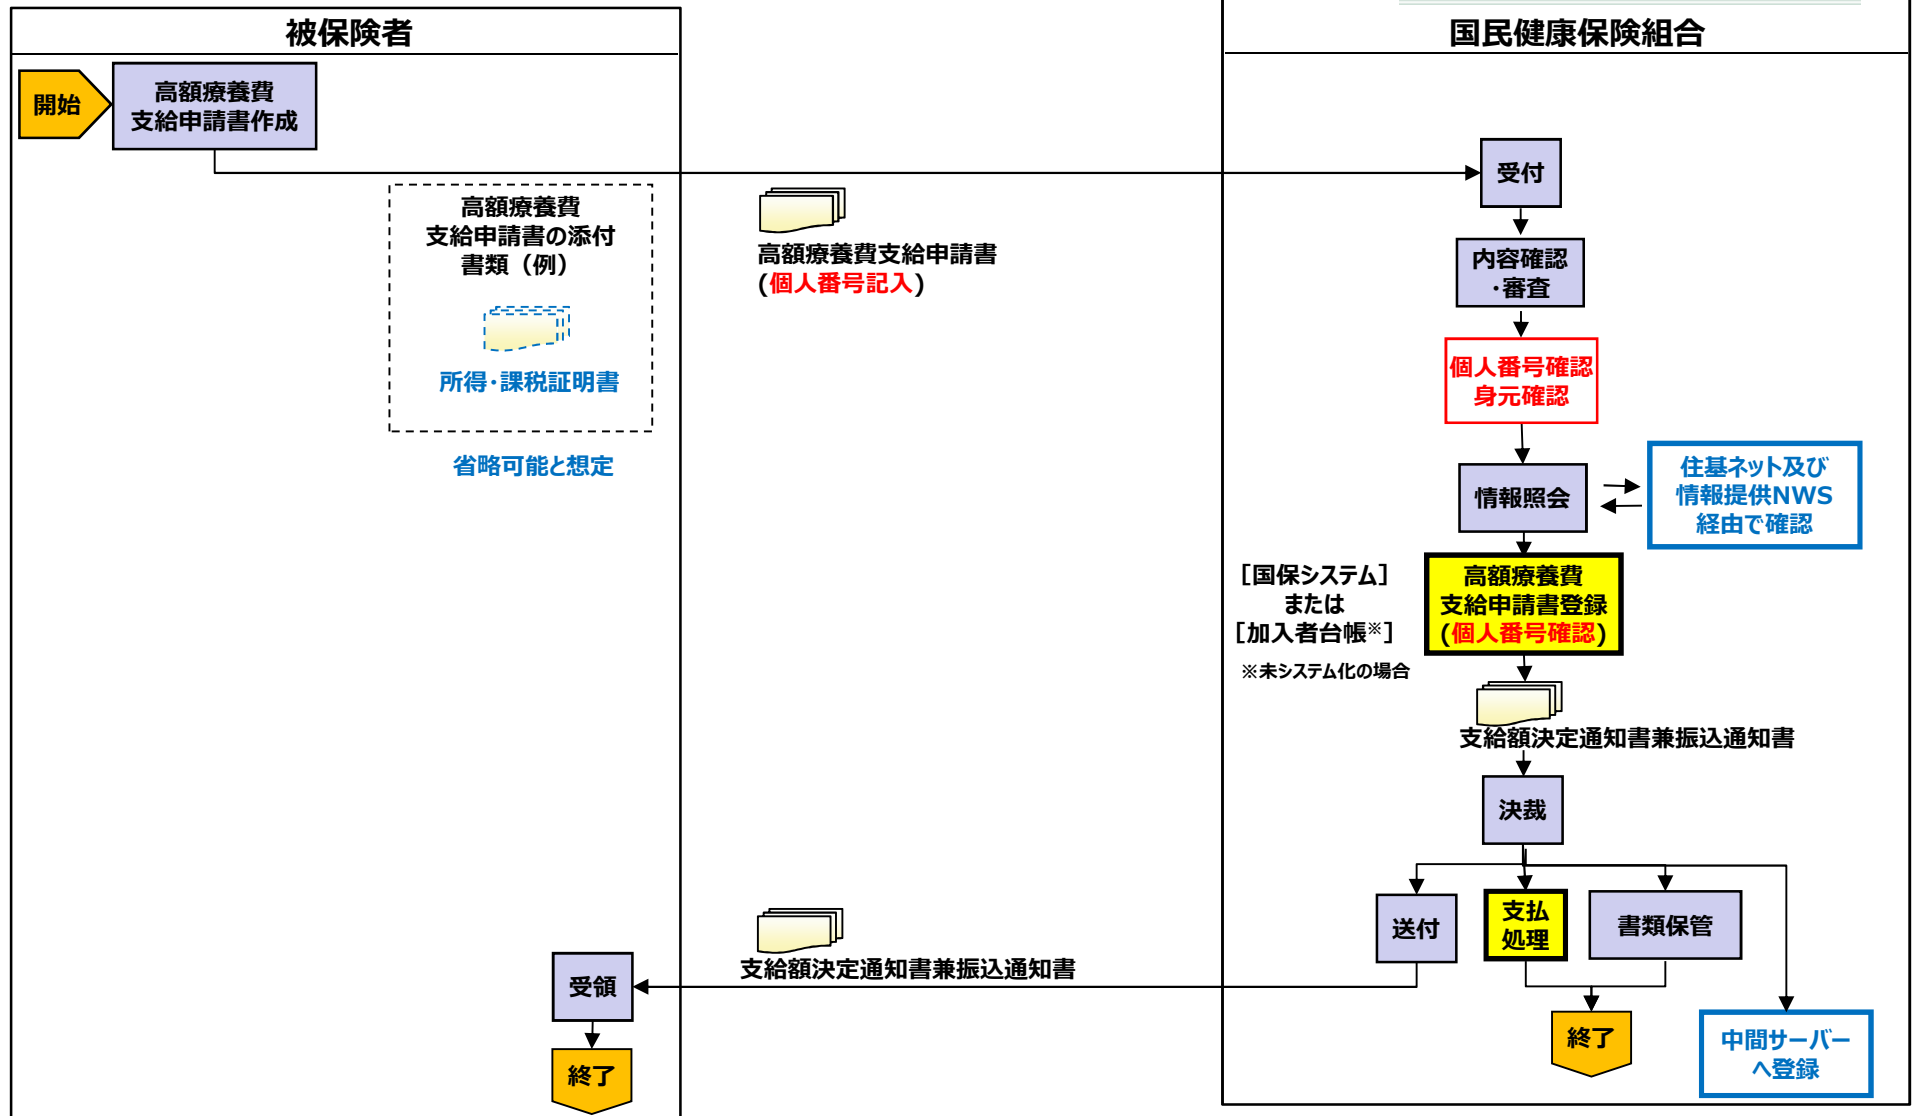 被保険者
国民健康保険組合
開始
高額療養費
支給申請書作成
受付
高額療養費
支給申請書の添付
書類（例）
所得・課税証明書
省略可能と想定
高額療養費支給申請書
(個人番号記入)
内容確認
・審査
個人番号確認
身元確認
情報照会
住基ネット及び
情報提供NWS
経由で確認
［国保システム］
または
［加入者台帳※］
※未システム化の場合
高額療養費
支給申請書登録
(個人番号確認)
支給額決定通知書兼振込通知書
決裁
送付
支払
処理
書類保管
支給額決定通知書兼振込通知書
受領
終了
終了
中間サーバー
へ登録